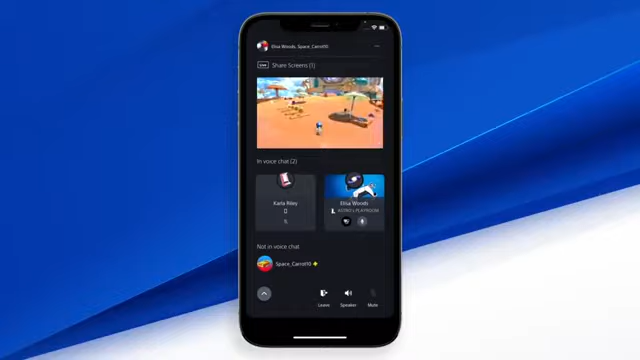 Elisa Woods, Space_Carrot10
LIVE Share Screens (1)
In voice chat (2)
Karla Riley
Elisa Woods
ASTRO's PLAYROOM
Not in voice chat
Space_Carrot10
Leave
Speaker
Mute